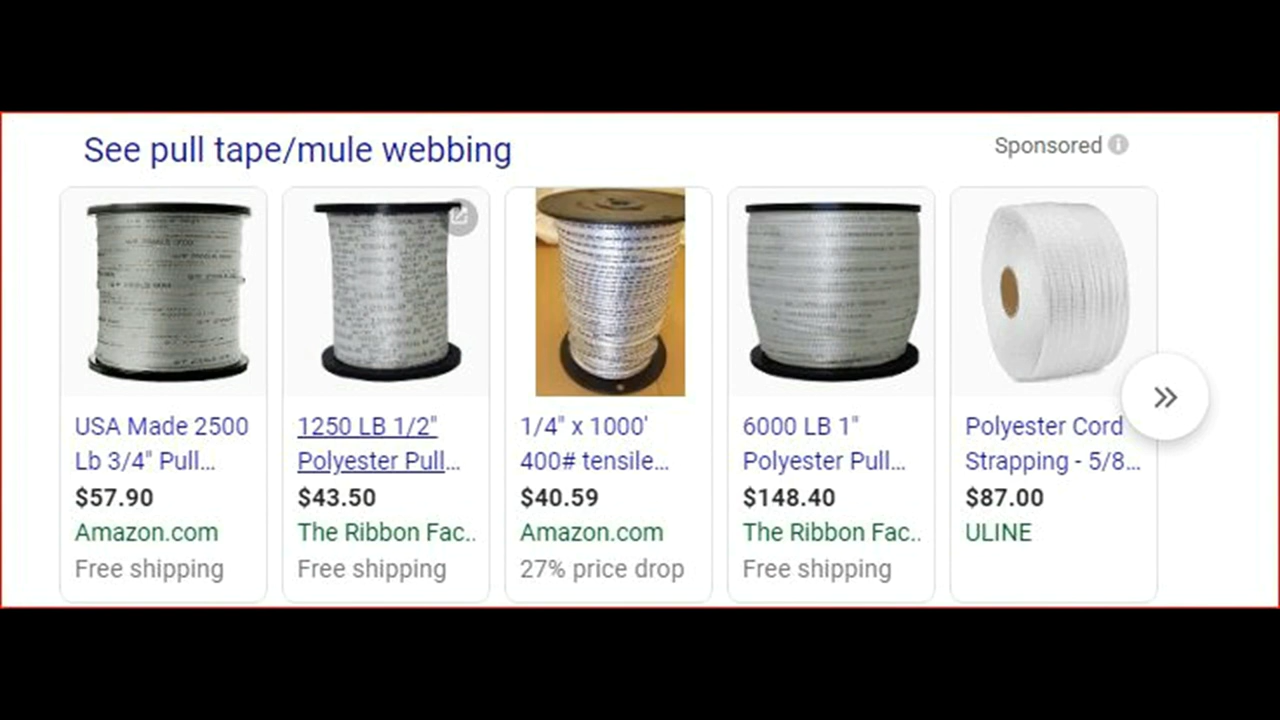 See pull tape/mule webbing
Sponsored
USA Made 2500
Lb 3/4" Pull...
$57.90
Amazon.com
Free shipping
1250 LB 1/2"
Polyester Pull...
$43.50
The Ribbon Fac..
Free shipping
1/4" x 1000'
400# tensile...
$40.59
Amazon.com
27% price drop
6000 LB 1"
Polyester Pull...
$148.40
The Ribbon Fac..
Free shipping
Polyester Cord
Strapping - 5/8...
$87.00
ULINE